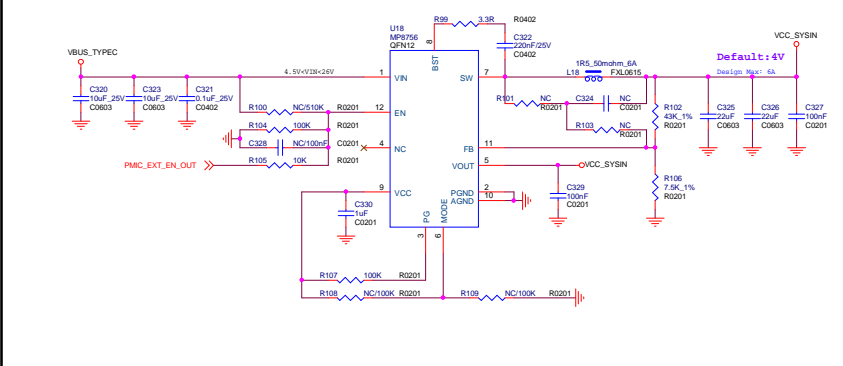 U18
MP8756
QFN12
R99 3.3R R0402
C322
220nF/25V
C0402
VBUS_TYPEC
VCC_SYSIN
Default:4V
Design Max: 6A
4.5V<VIN<26V
1 VIN
8 BST
SW 7
1R5_50mohm_6A
L18 FXL0615
C320
10uF_25V
C0603
C323
10uF_25V
C0603
C321
0.1uF_25V
C0402
R100 NC/510K R0201
12 EN
R104 100K R0201
C328 NC/100nF C0201
4 NC
PMIC_EXT_EN_OUT
R105 10K R0201
R101 NC R0201
C324 NC C0201
R103 NC R0201
R102
43K_1%
R0201
C325
22uF
C0603
C326
22uF
C0603
C327
100nF
C0201
FB 11
VOUT 5
VCC_SYSIN
R106
7.5K_1%
R0201
9 VCC
C330
1uF
C0201
PGND 2
AGND 10
C329
100nF
C0201
PG 3
MODE 6
R107 100K R0201
R108 NC/100K R0201
R109 NC/100K R0201